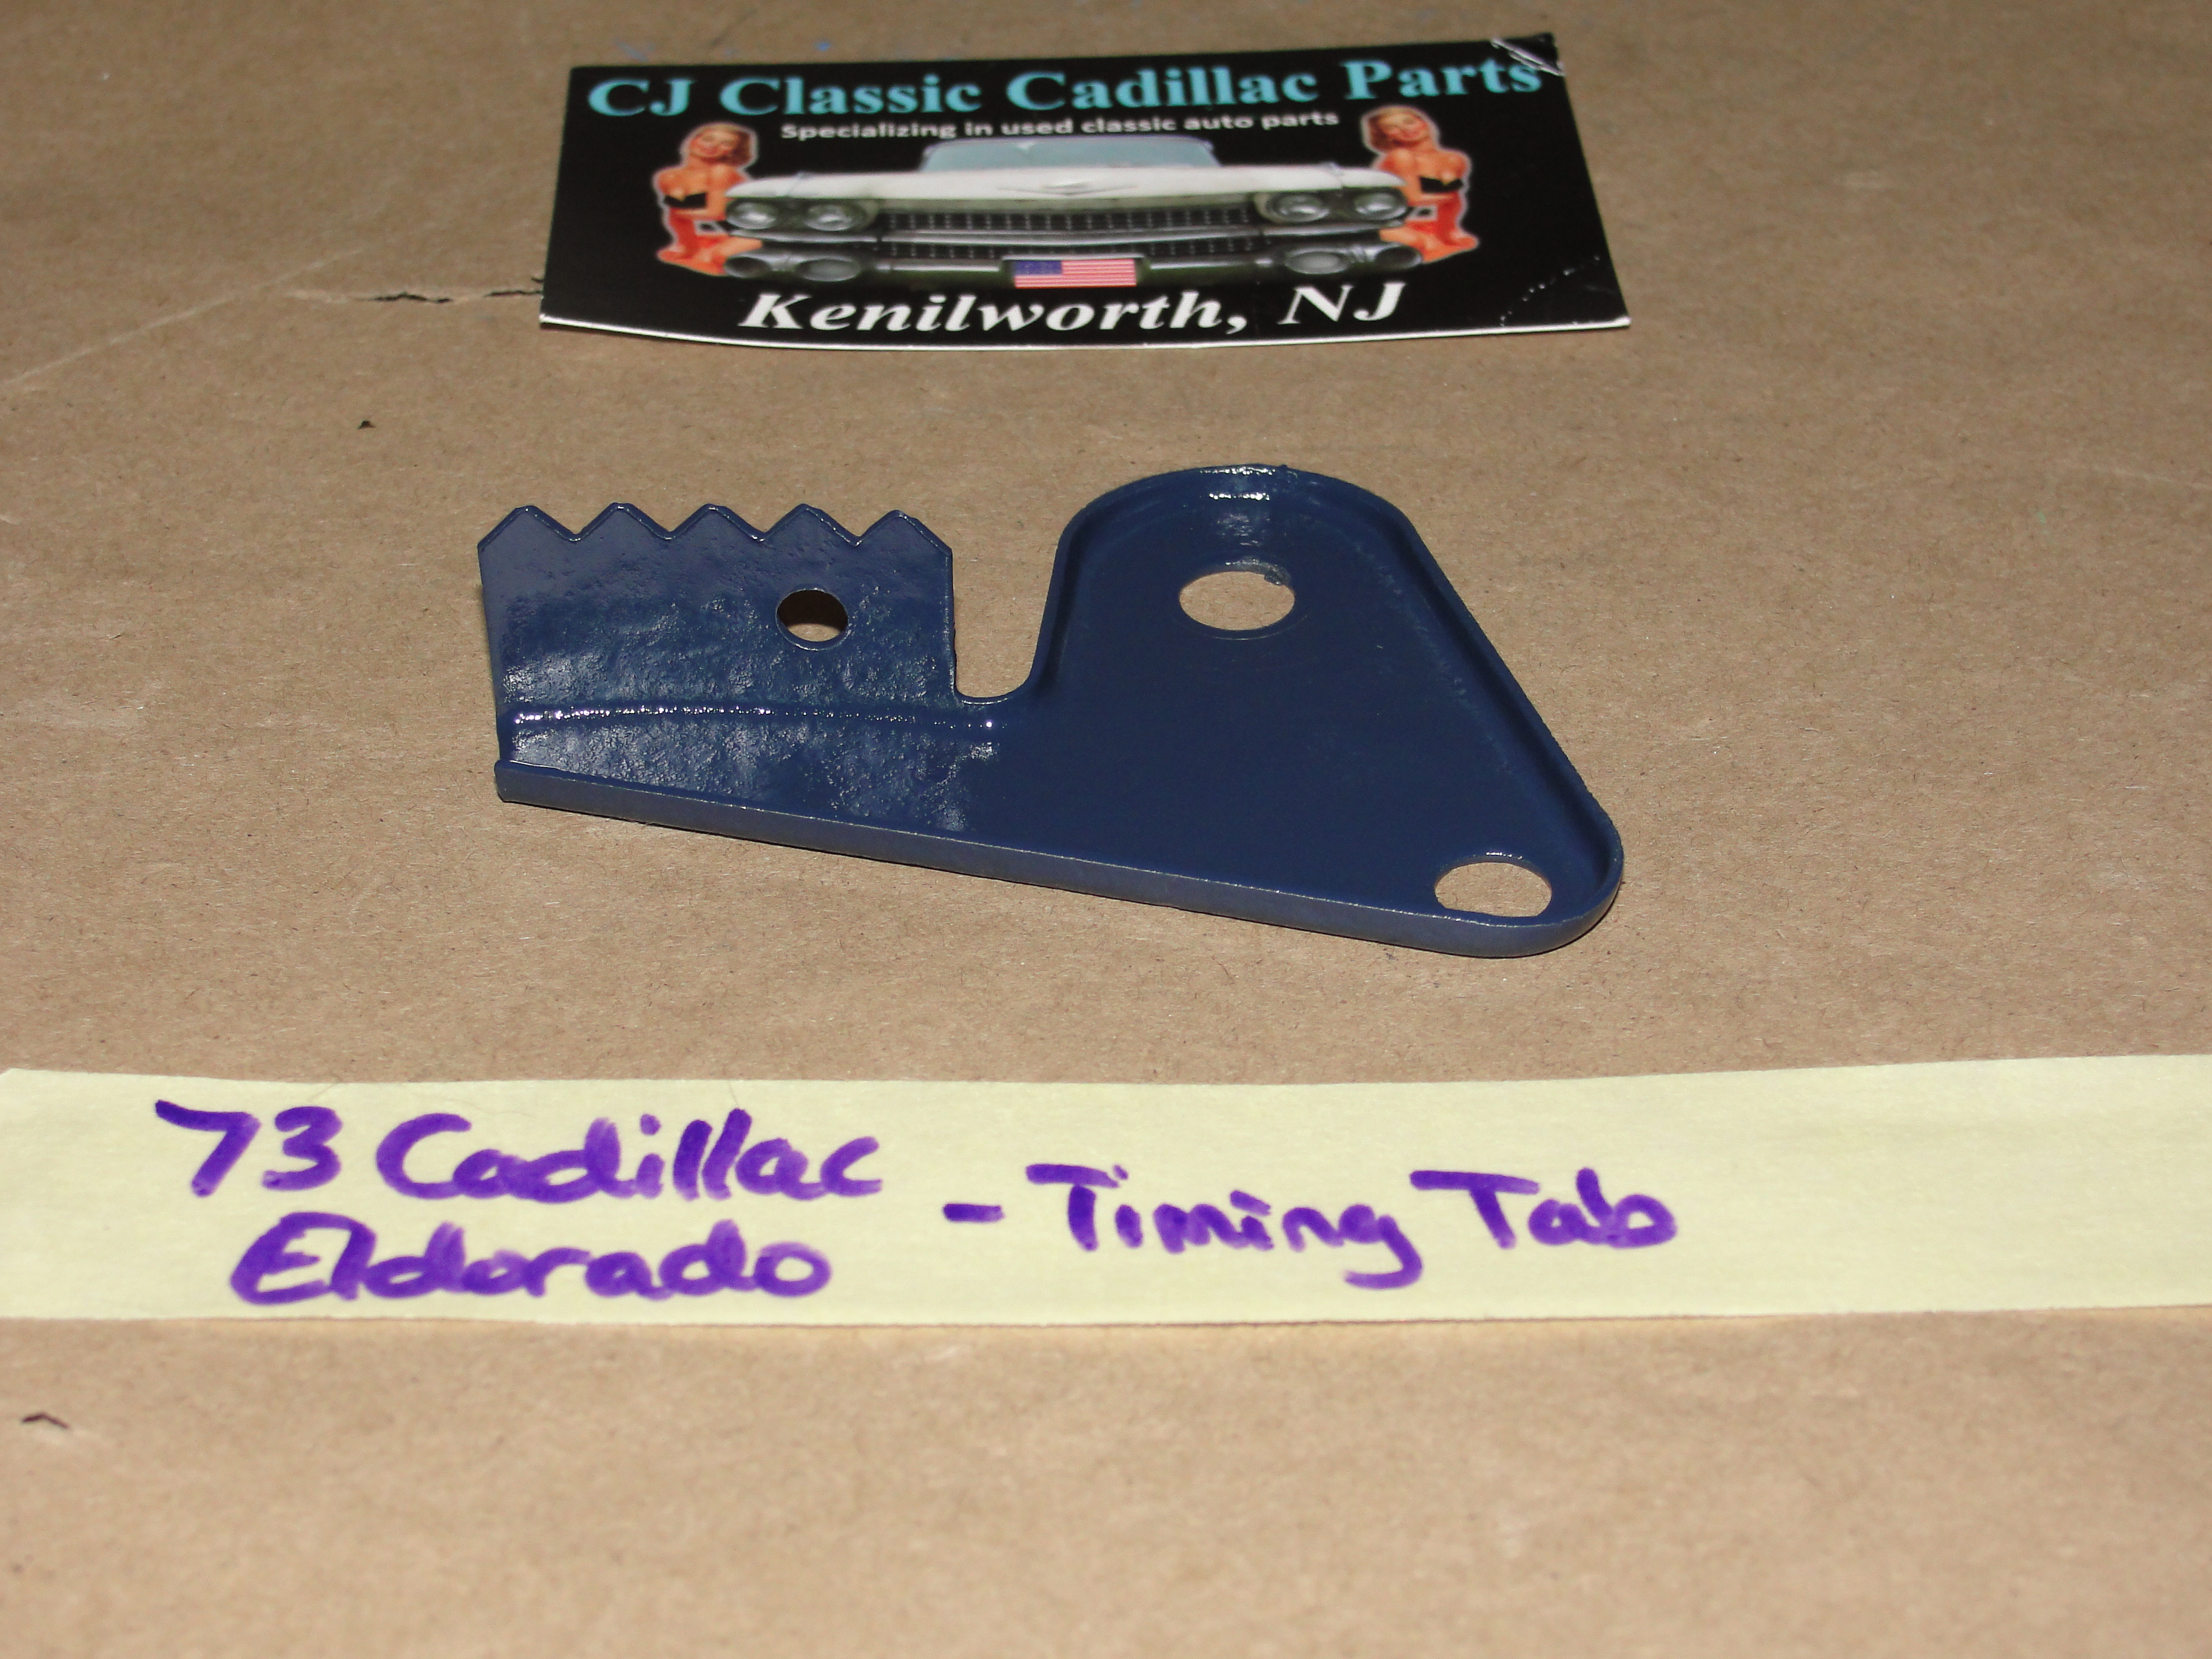 CJ Classic Cadillac Parts
Specializing in used classic auto parts
Kenilworth, NJ
73 Cadillac
Eldorado
- Timing Tab